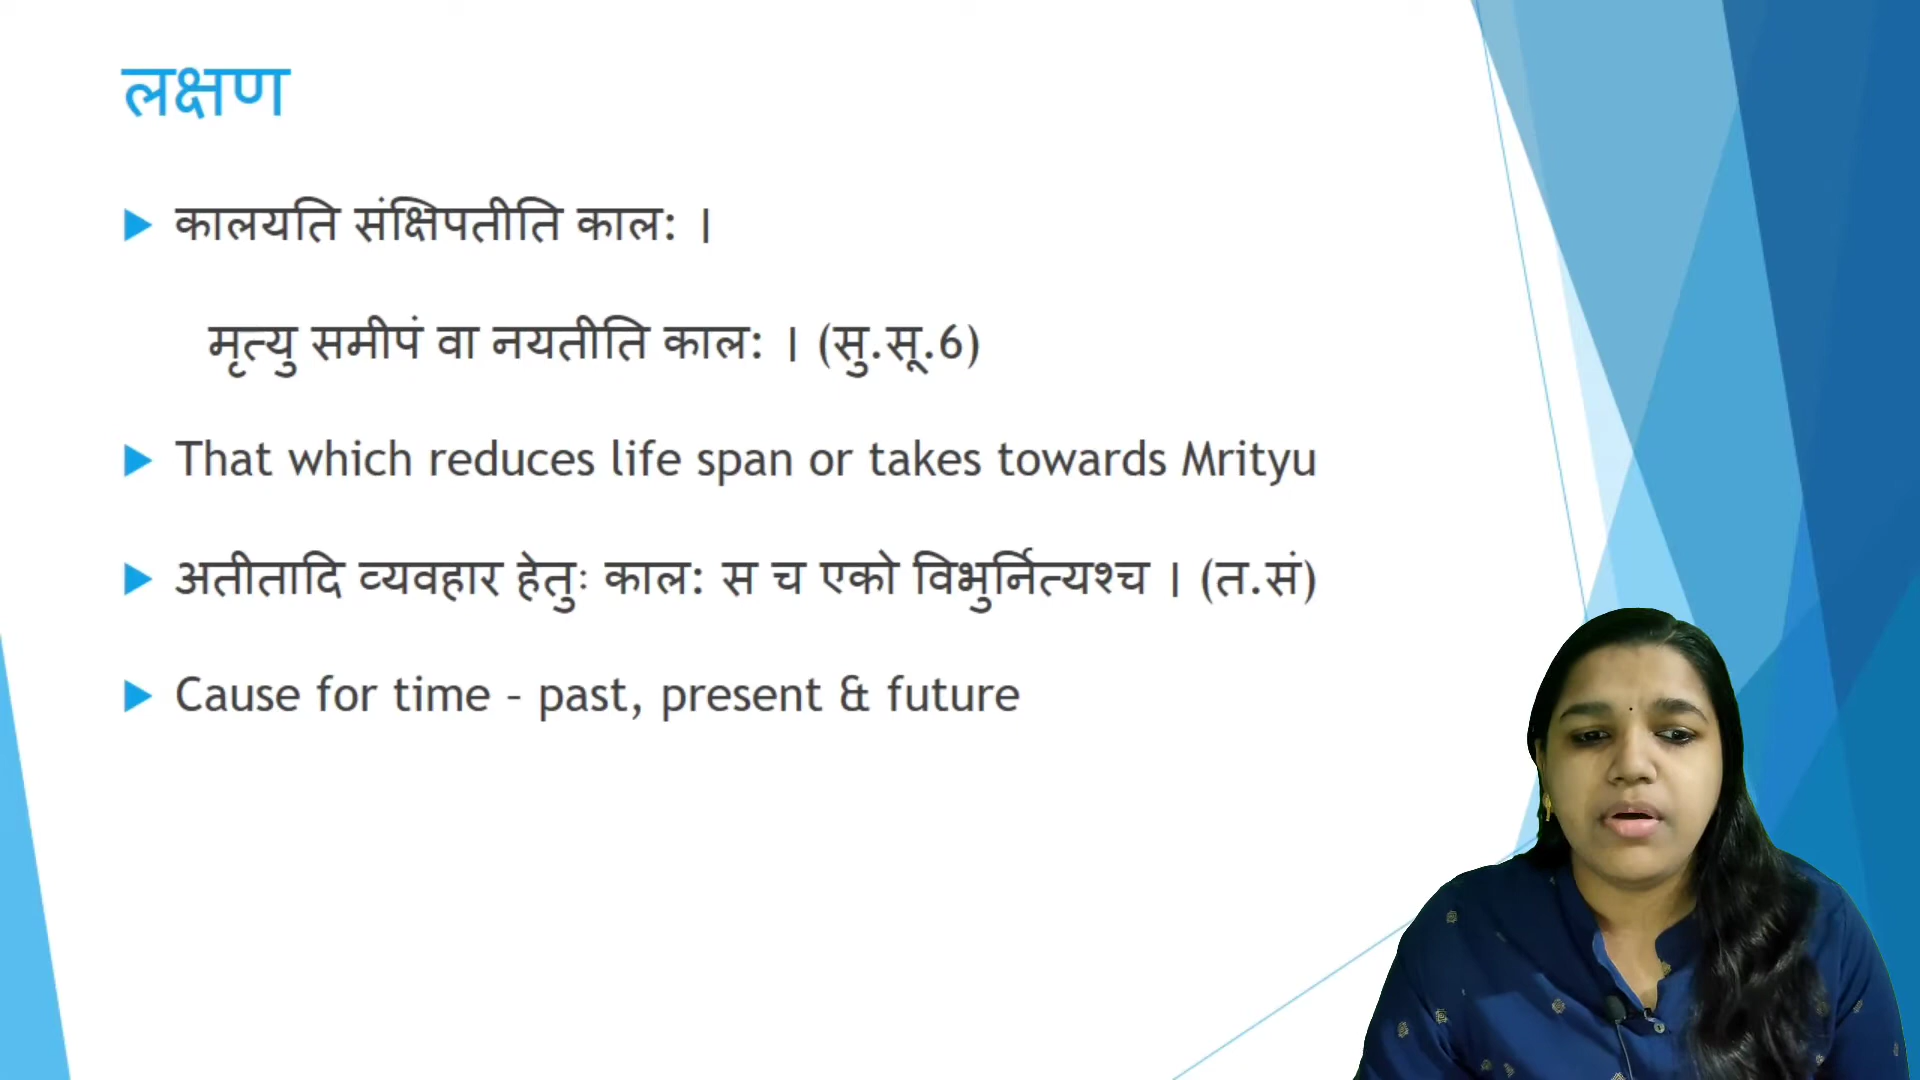 लक्षण
कालयति संक्षिपतीति काल: ।
मृत्यु समीपं वा नयतीति काल: । (सु.सू.6)
That which reduces life span or takes towards Mrityu
अतीतादि व्यवहार हेतुः काल: स च एको विभुर्नित्यश्च । (त.सं)
Cause for time – past, present & future